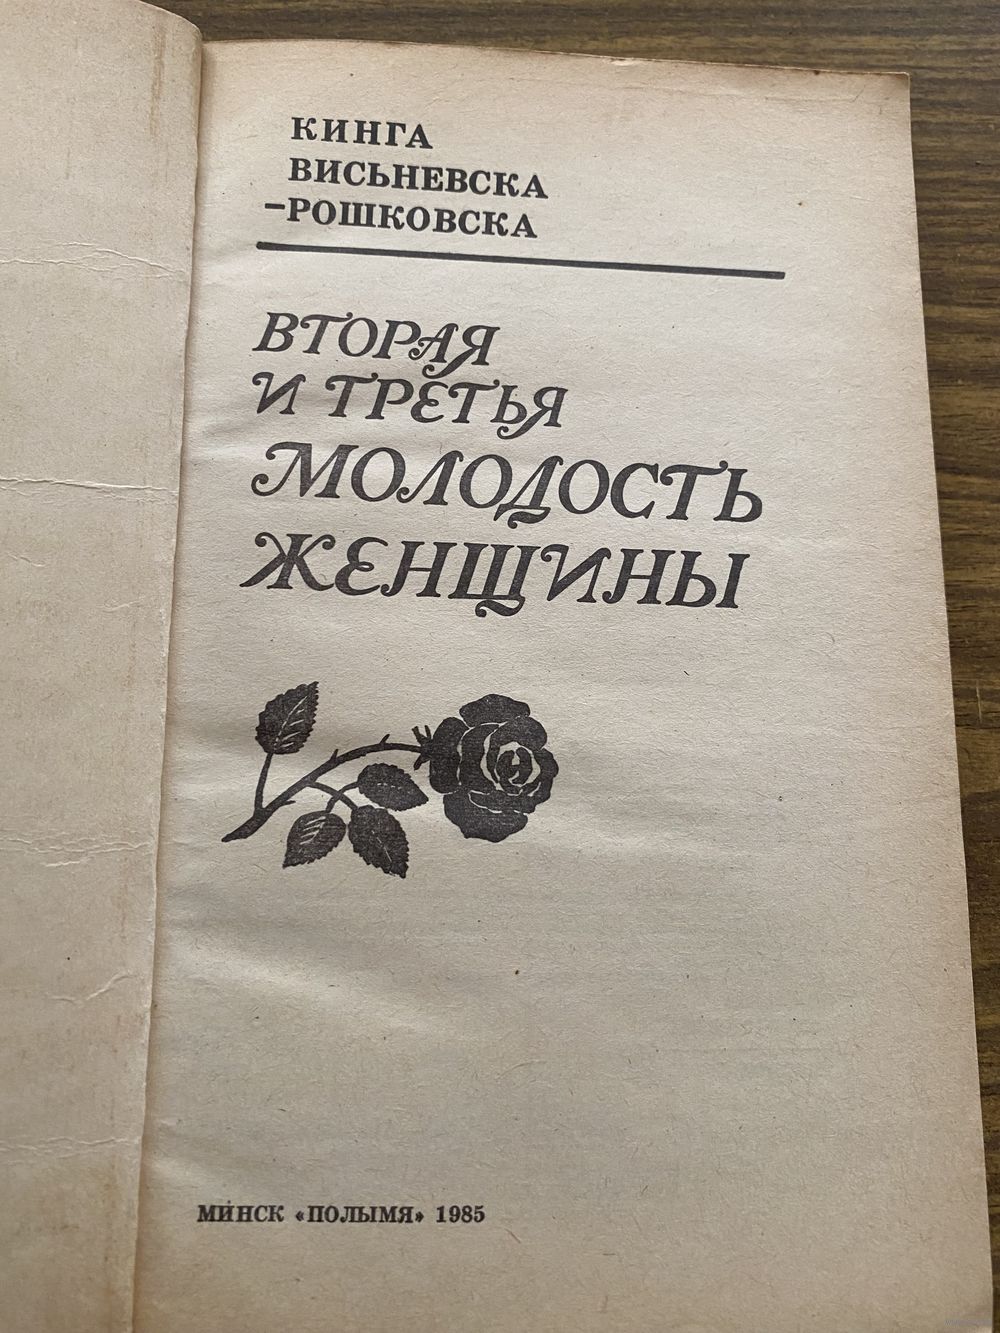 КИНГА
ВИСЬНЕВСКА
-РОШКОВСКА
ВТОРАЯ
И ТРЕТЬЯ
МОЛОДОСТЬ
ЖЕНЩИНЫ
МИНСК «ПОЛЫМЯ» 1985